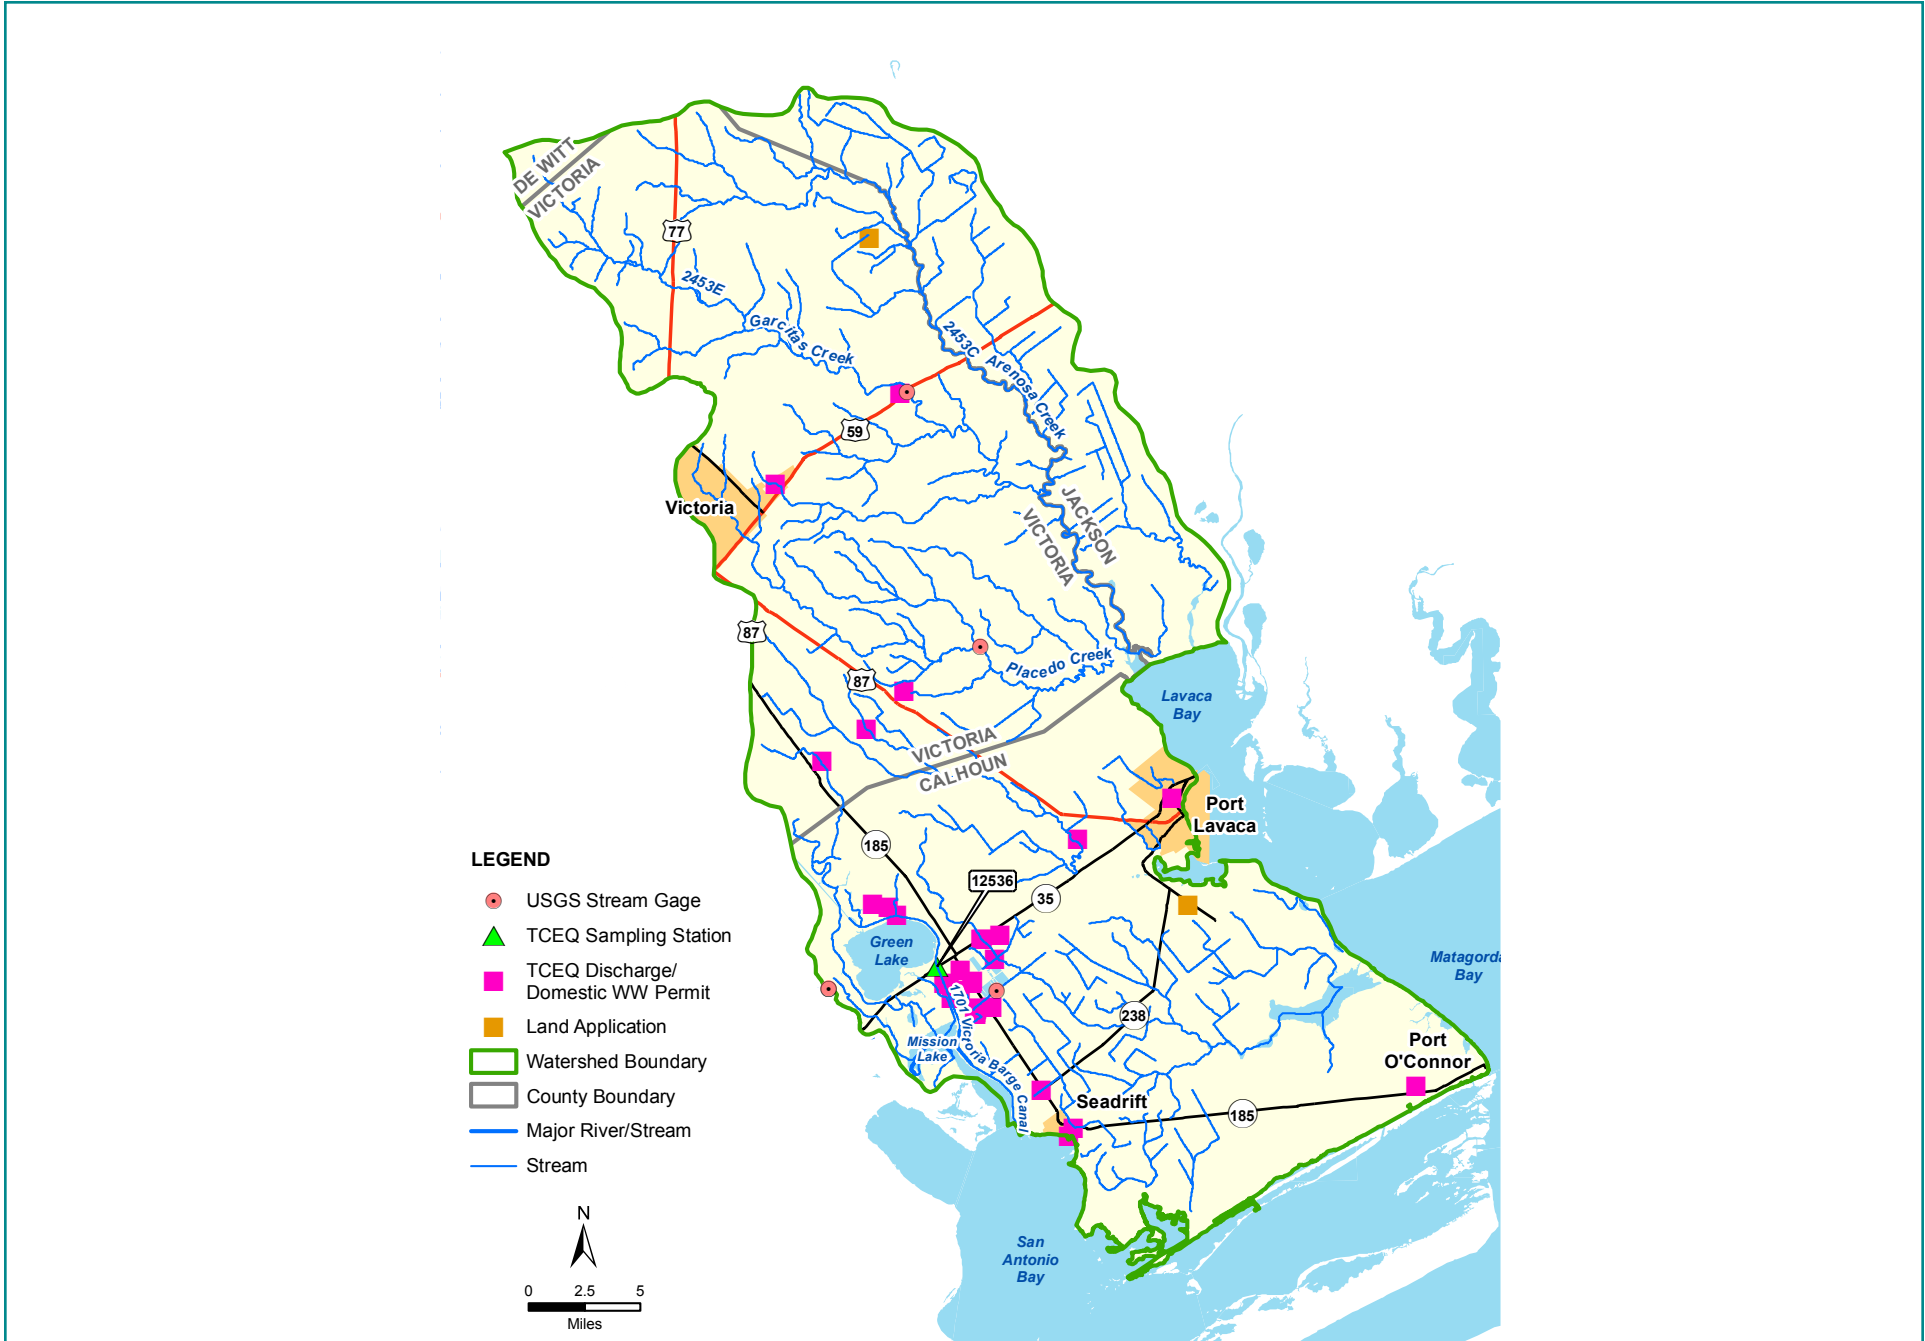 DE WITT
VICTORIA
77
2453E
Garcitas Creek
2453C Arenosa Creek
59
Victoria
JACKSON
VICTORIA
87
87
Placedo Creek
Lavaca
Bay
VICTORIA
CALHOUN
Port
Lavaca
185
12536
35
Green
Lake
Matagorda
Bay
1701 Victoria Barge Canal
238
Mission
Lake
Port
O'Connor
Seadrift
185
San
Antonio
Bay
LEGEND
USGS Stream Gage
TCEQ Sampling Station
TCEQ Discharge/
Domestic WW Permit
Land Application
Watershed Boundary
County Boundary
Major River/Stream
Stream
N
0 2.5 5
Miles